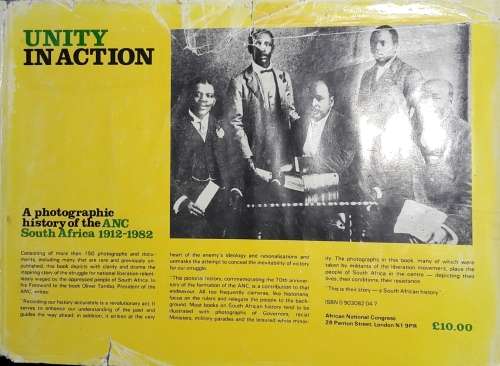 UNITY
IN ACTION
A photographic
history of the ANC
South Africa 1912-1982
Consisting of more than 150 photographs and docu-
ments, including many that are rare and previously un-
published, this book depicts with clarity and drama the
inspiring story of the struggle for national liberation relent-
lessly waged by the oppressed people of South Africa. In
his Foreword to the book Oliver Tambo, President of the
ANC, writes:
'Recording our history accurately is a revolutionary act. It
serves to enhance our understanding of the past and
guides the way ahead; in addition, it strikes at the very
heart of the enemy's ideology and rationalisations and
unmasks the attempt to conceal the inevitability of victory
for our struggle.
'This pictorial history, commemorating the 70th anniver-
sary of the formation of the ANC, is a contribution to that
endeavour. All too frequently cameras, like historians,
focus on the rulers and relegate the people to the back-
ground. Most books on South African history tend to be
illustrated with photographs of Governors, racist
Ministers, military parades and the leisured white minor-
ity. The photographs in this book, many of which were
taken by militants of the liberation movement, place the
people of South Africa in the centre — depicting their
lives, their conditions, their resistance.
'This is their story — a South African history'.
ISBN 0 903082 04 7
African National Congress
28 Penton Street, London N1 9PR
£10.00